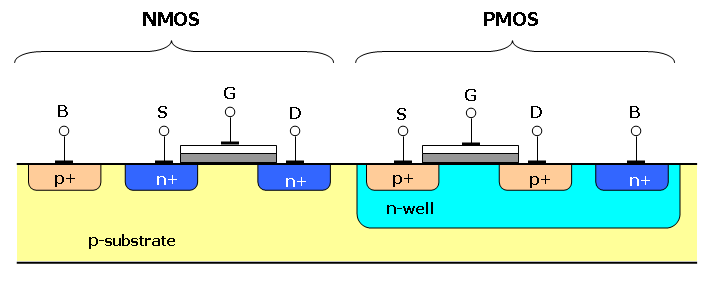 NMOS PMOS
B S G D S G D B
p+ n+ n+ p+ p+ n+
n-well
p-substrate